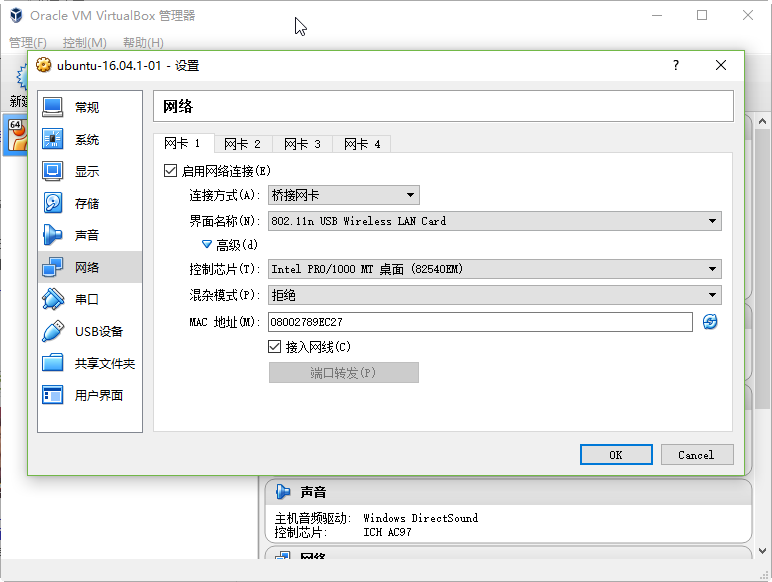 Oracle VM VirtualBox 管理器
管理(F) 控制(M) 帮助(H)
ubuntu-16.04.1-01 - 设置
新建
64
常规
系统
显示
存储
声音
网络
串口
USB设备
共享文件夹
用户界面
网络
网卡 1 网卡 2 网卡 3 网卡 4
启用网络连接(E)
连接方式(A): 桥接网卡
界面名称(N): 802.11n USB Wireless LAN Card
高级(d)
控制芯片(T): Intel PRO/1000 MT 桌面 (82540EM)
混杂模式(P): 拒绝
MAC 地址(M): 08002789EC27
接入网线(C)
端口转发(P)
OK Cancel
声音
主机音频驱动: Windows DirectSound
控制芯片: ICH AC97
网络